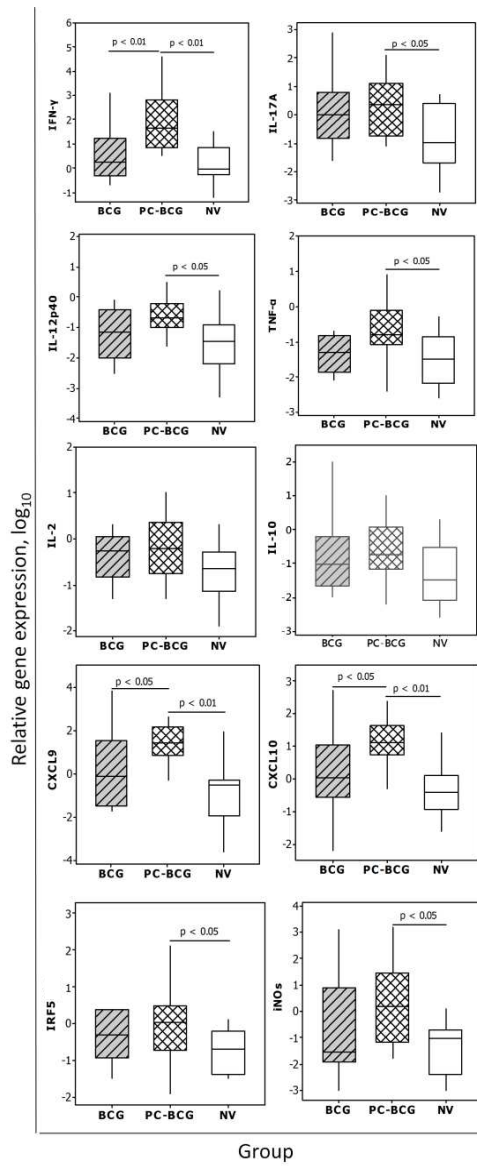 Relative gene expression, log10
IFN-γ
6
5
4
3
2
1
0
-1
p < 0.01
p < 0.01
BCG PC-BCG NV
IL-17A
3
2
1
0
-1
-2
-3
p < 0.05
BCG PC-BCG NV
IL-12p40
2
1
0
-1
-2
-3
-4
p < 0.05
BCG PC-BCG NV
TNF-α
2
1
0
-1
-2
-3
p < 0.05
BCG PC-BCG NV
IL-2
2
1
0
-1
-2
BCG PC-BCG NV
IL-10
2
1
0
-1
-2
-3
BCG PC-BCG NV
CXCL9
4
2
0
-2
-4
p < 0.05
p < 0.01
BCG PC-BCG NV
CXCL10
3
2
1
0
-1
-2
p < 0.05
p < 0.01
BCG PC-BCG NV
IRF5
3
2
1
0
-1
-2
p < 0.05
BCG PC-BCG NV
iNOs
4
3
2
1
0
-1
-2
-3
p < 0.05
BCG PC-BCG NV
Group